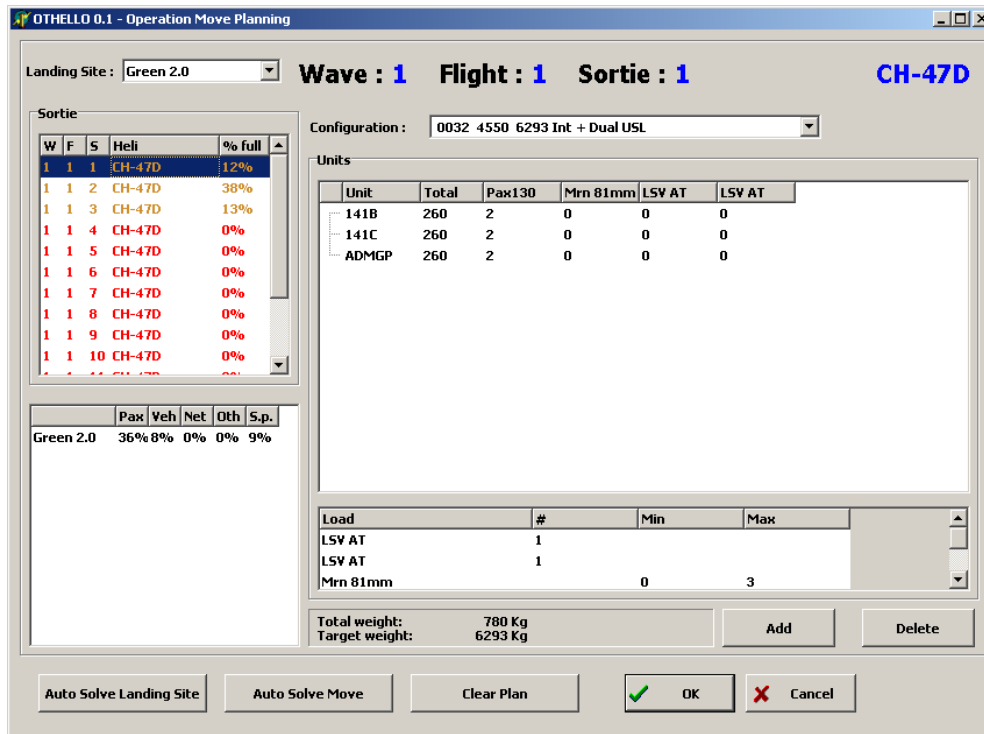 OTHELLO 0.1 - Operation Move Planning
Landing Site : Green 2.0
Wave : 1 Flight : 1 Sortie : 1 CH-47D
Sortie
W F S Heli % full
1 1 1 CH-47D 12%
1 1 2 CH-47D 38%
1 1 3 CH-47D 13%
1 1 4 CH-47D 0%
1 1 5 CH-47D 0%
1 1 6 CH-47D 0%
1 1 7 CH-47D 0%
1 1 8 CH-47D 0%
1 1 9 CH-47D 0%
1 1 10 CH-47D 0%
Pax Veh Net Oth S.p.
Green 2.0 36% 8% 0% 0% 9%
Configuration : 0032 4550 6293 Int + Dual USL
Units
Unit Total Pax130 Mrn 81mm LSV AT LSV AT
141B 260 2 0 0 0
141C 260 2 0 0 0
ADMGP 260 2 0 0 0
Load # Min Max
LSV AT 1
LSV AT 1
Mrn 81mm 0 3
Total weight: 780 Kg
Target weight: 6293 Kg
Add Delete
Auto Solve Landing Site Auto Solve Move Clear Plan OK Cancel